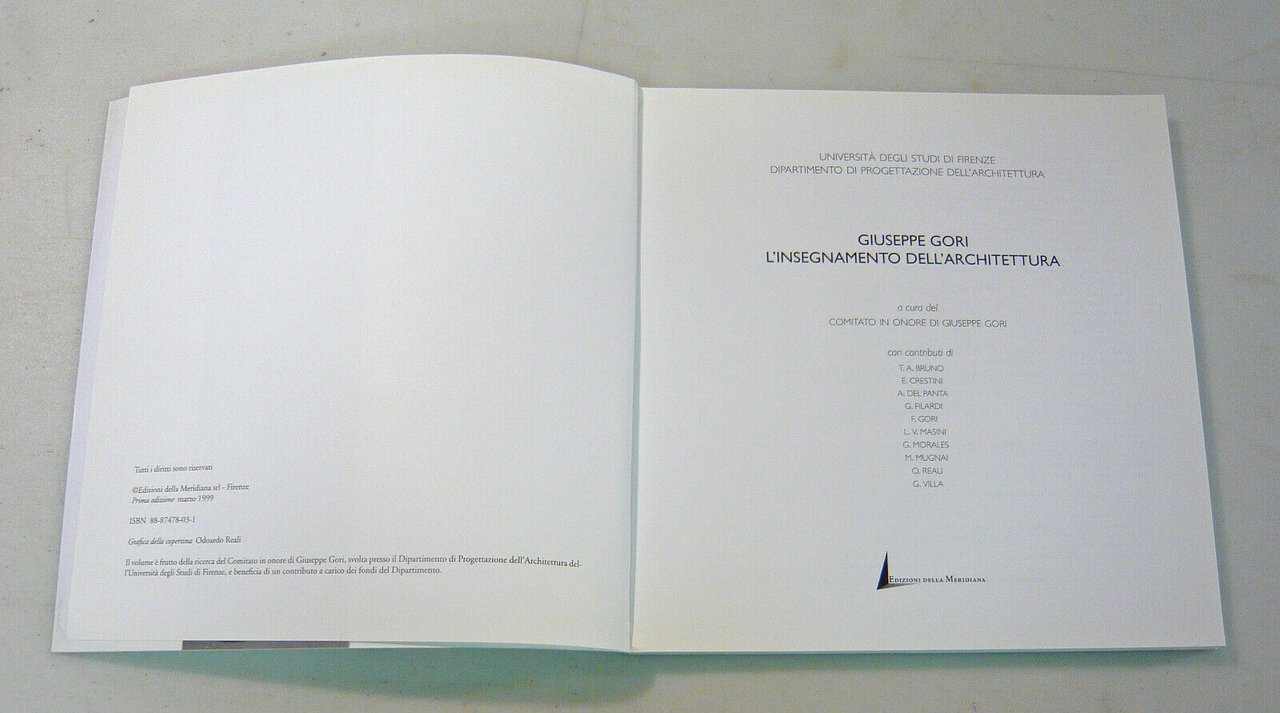 Tutti i diritti sono riservati
©Edizioni della Meridiana srl - Firenze
Prima edizione marzo 1999
ISBN 88-87478-03-1
Grafica della copertina Odoardo Reali
Il volume è frutto della ricerca del Comitato in onore di Giuseppe Gori, svolta presso il Dipartimento di Progettazione dell'Architettura del-
l'Università degli Studi di Firenze, e beneficia di un contributo a carico dei fondi del Dipartimento.
UNIVERSITÀ DEGLI STUDI DI FIRENZE
DIPARTIMENTO DI PROGETTAZIONE DELL'ARCHITETTURA
GIUSEPPE GORI
L'INSEGNAMENTO DELL'ARCHITETTURA
a cura del
COMITATO IN ONORE DI GIUSEPPE GORI
con contributi di
T. A. BRUNO
E. CRESTINI
A. DEL PANTA
G. FILARDI
F. GORI
L. V. MASINI
G. MORALES
M. MUGNAI
O. REALI
G. VILLA
EDIZIONI DELLA MERIDIANA